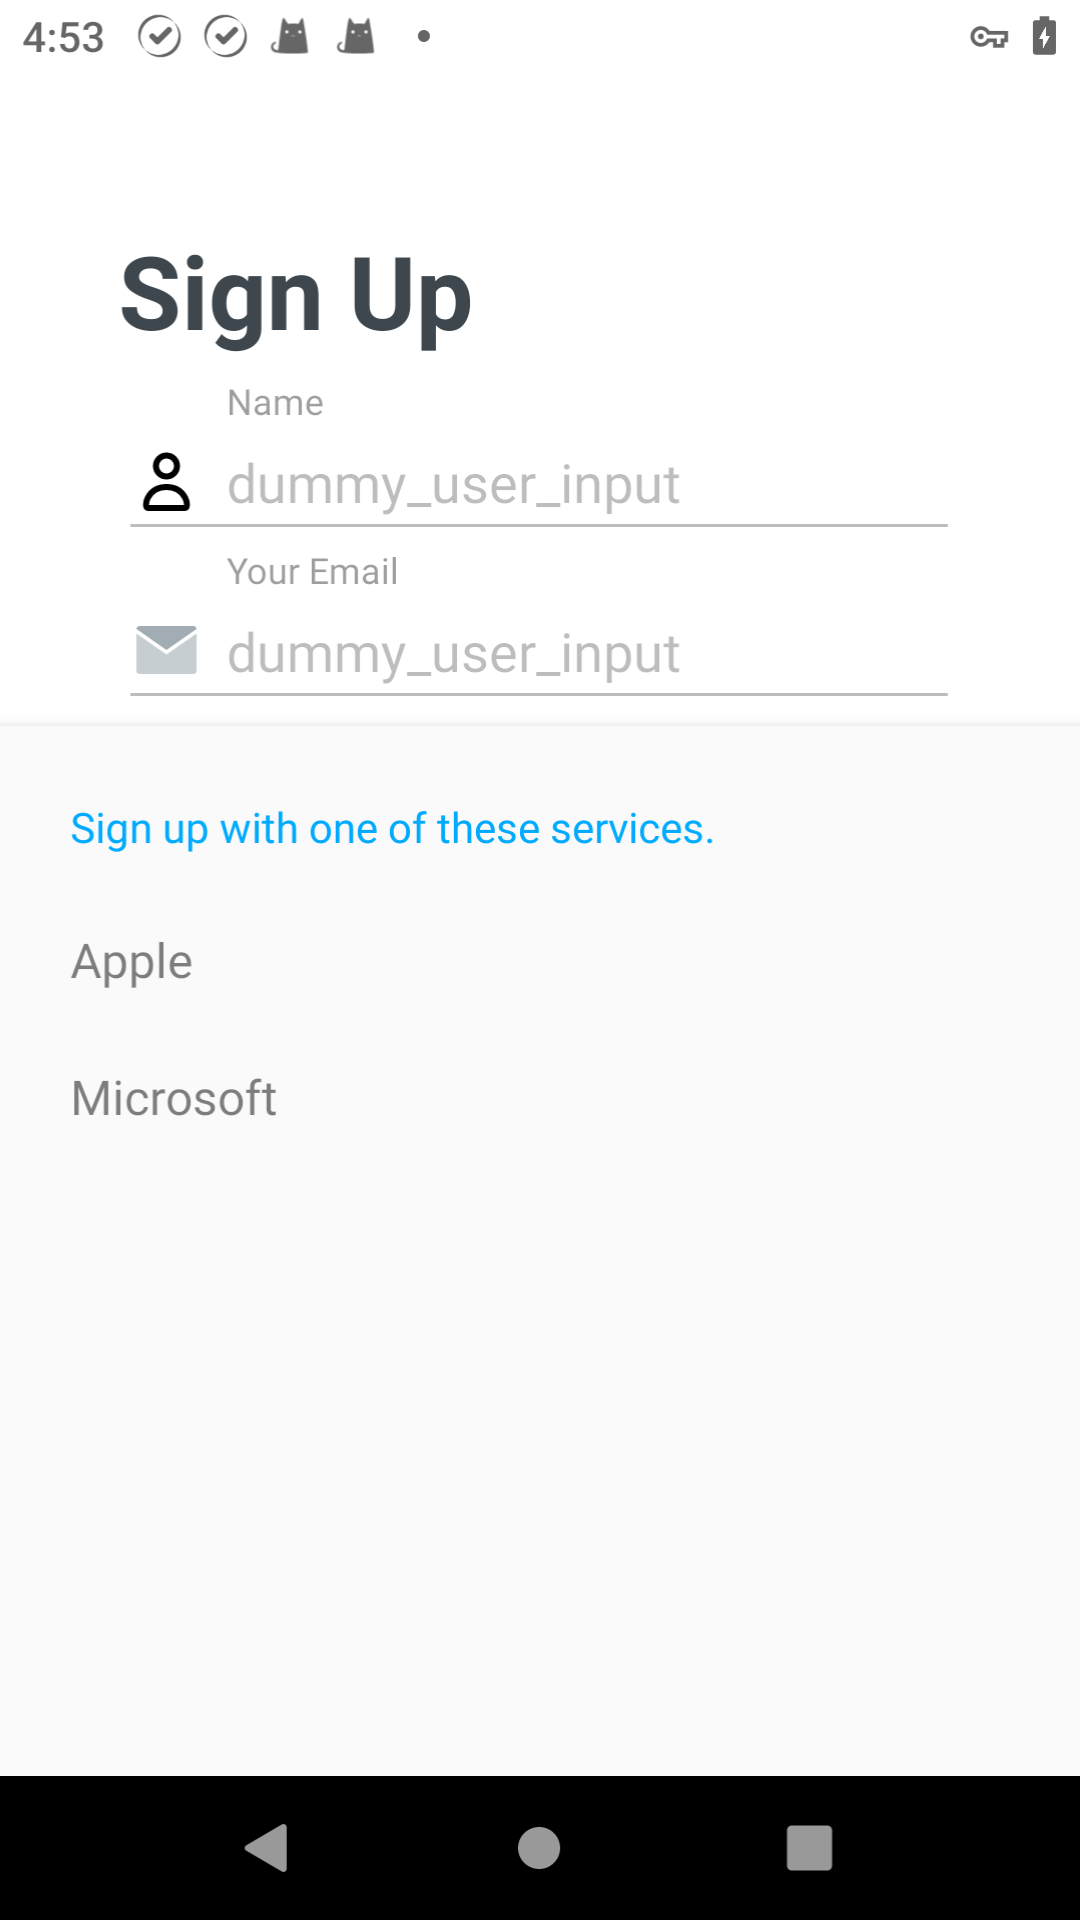 4:53
Sign Up
Name
dummy_user_input
Your Email
dummy_user_input
Sign up with one of these services.
Apple
Microsoft